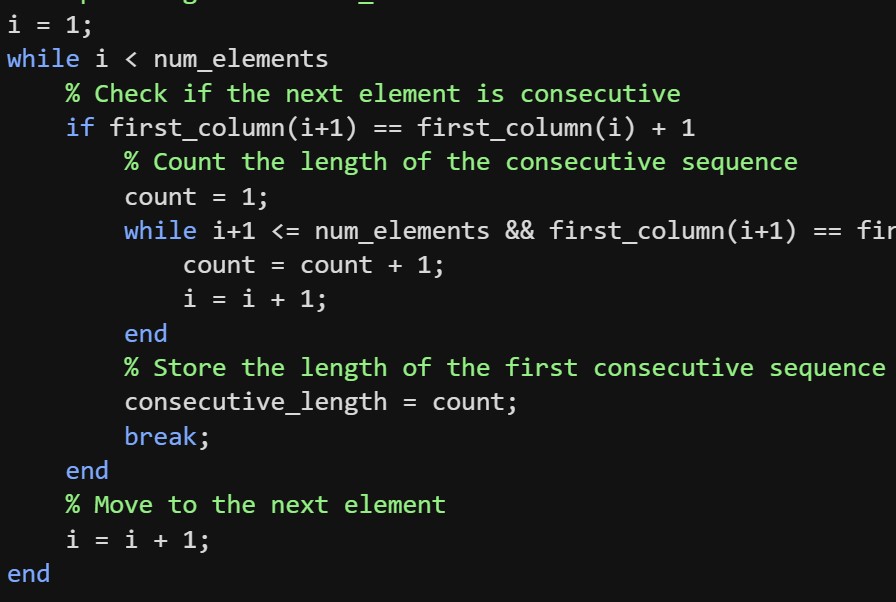 i = 1;
while i < num_elements
% Check if the next element is consecutive
if first_column(i+1) == first_column(i) + 1
% Count the length of the consecutive sequence
count = 1;
while i+1 <= num_elements && first_column(i+1) ==
count = count + 1;
i = i + 1;
end
% Store the length of the first consecutive sequence
consecutive_length = count;
break;
end
% Move to the next element
i = i + 1;
end